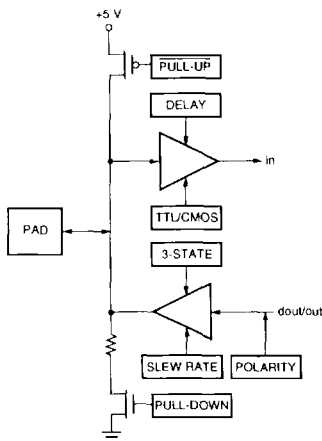 +5 V
PULL-UP
DELAY
in
TTL/CMOS
PAD
3-STATE
dout/out
SLEW RATE
POLARITY
PULL-DOWN